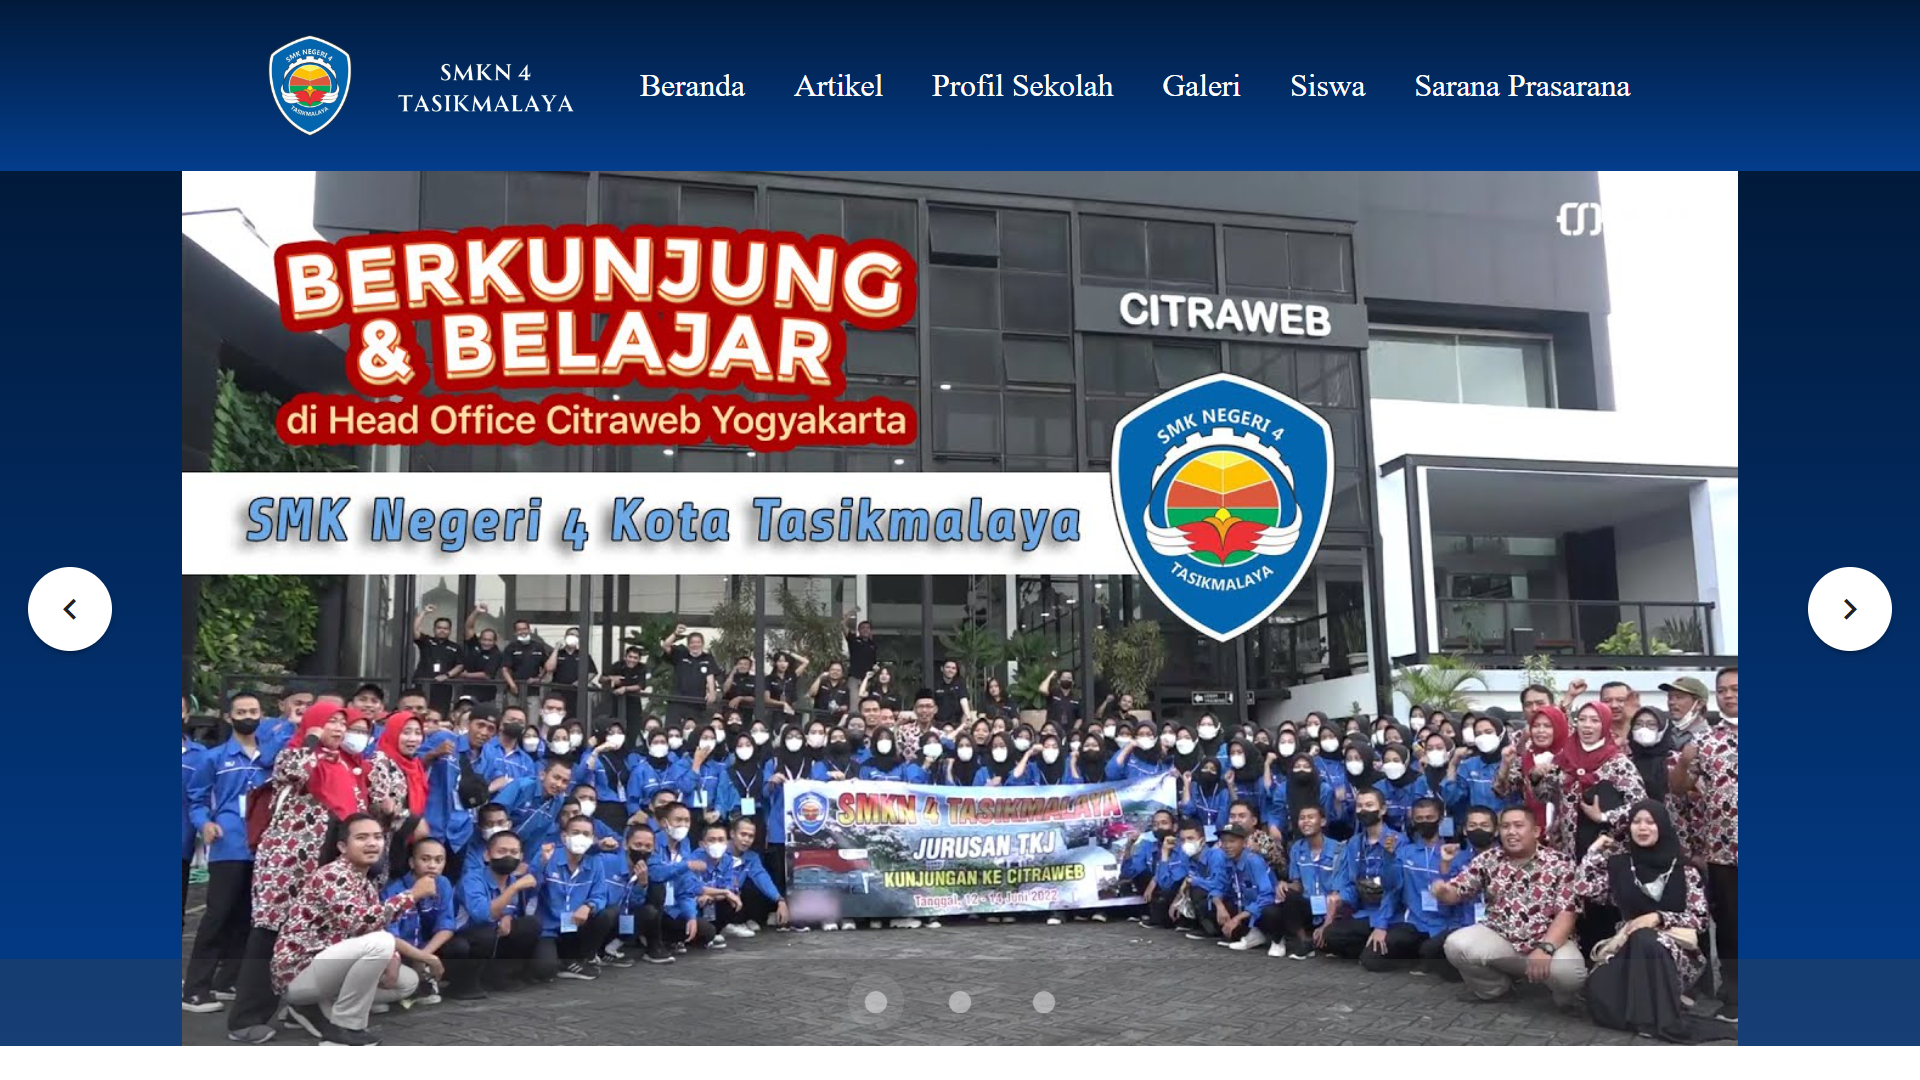 SMK NEGERI 4
TASIKMALAYA
SMKN 4
TASIKMALAYA
Beranda
Artikel
Profil Sekolah
Galeri
Siswa
Sarana Prasarana
BERKUNJUNG
& BELAJAR
di Head Office Citraweb Yogyakarta
CITRAWEB
SMK Negeri 4 Kota Tasikmalaya
SMK NEGERI 4
TASIKMALAYA
SMKN 4 TASIKMALAYA
JURUSAN TKJ
KUNJUNGAN KE CITRAWEB
Tanggal, 12 - 14 Juni 2022